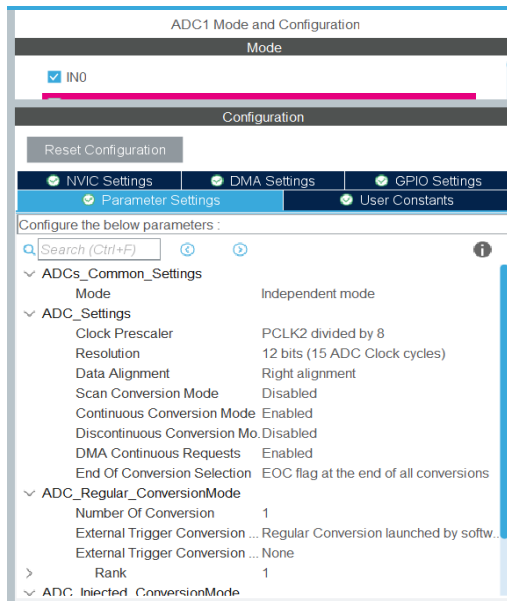 ADC1 Mode and Configuration
Mode
IN0
Configuration
Reset Configuration
NVIC Settings DMA Settings GPIO Settings
Parameter Settings User Constants
Configure the below parameters :
Search (Ctrl+F)
ADCs_Common_Settings
Mode Independent mode
ADC_Settings
Clock Prescaler PCLK2 divided by 8
Resolution 12 bits (15 ADC Clock cycles)
Data Alignment Right alignment
Scan Conversion Mode Disabled
Continuous Conversion Mode Enabled
Discontinuous Conversion Mo. Disabled
DMA Continuous Requests Enabled
End Of Conversion Selection EOC flag at the end of all conversions
ADC_Regular_ConversionMode
Number Of Conversion 1
External Trigger Conversion ... Regular Conversion launched by softw...
External Trigger Conversion ... None
Rank 1
ADC_Injected_ConversionMode